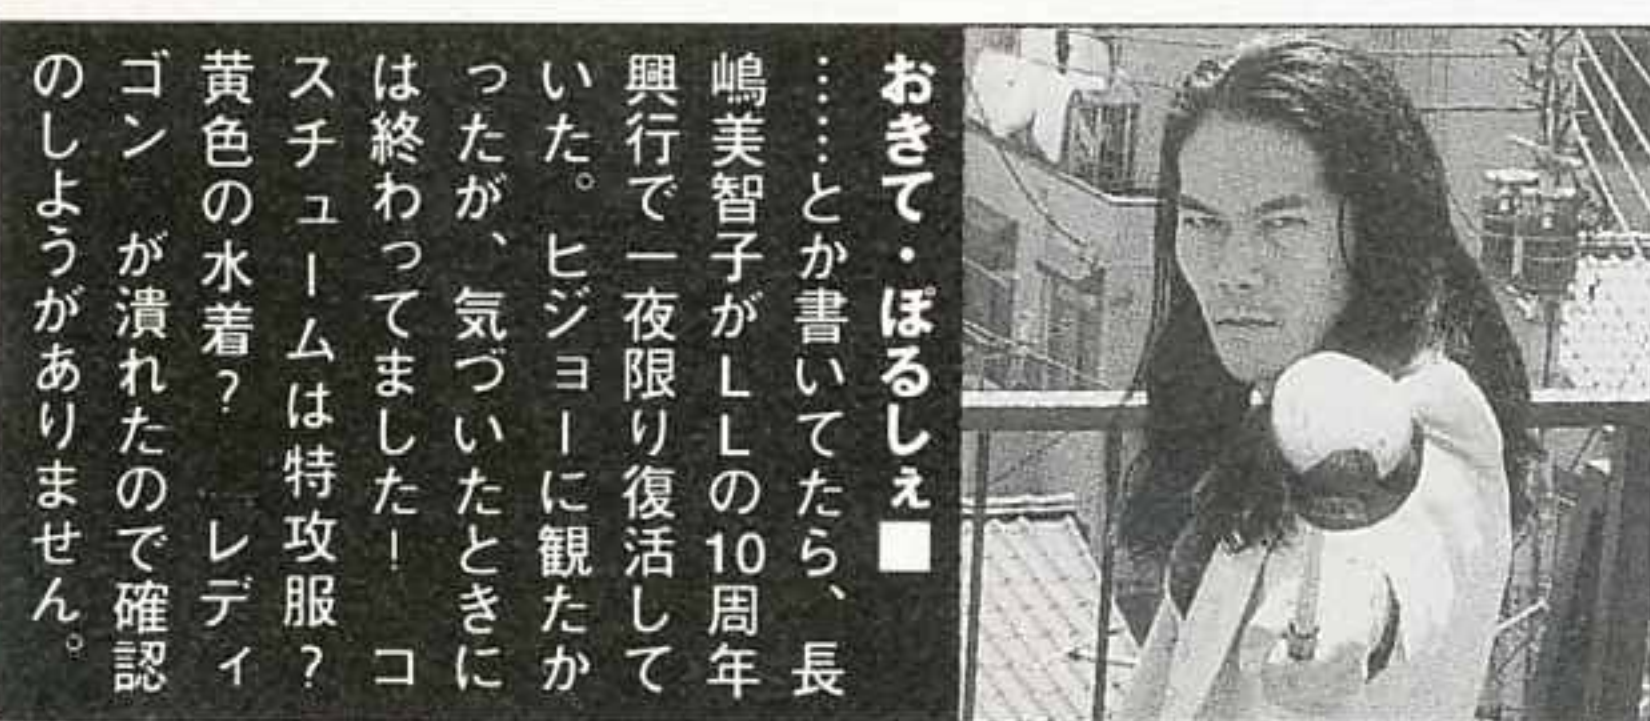 おきて・ぽるしぇ■
……とか書いてたら、長
嶋美智子がＬＬの10周年
興行で一夜限り復活して
いた。ヒジョーに観たか
ったが、気づいたときに
は終わってました！　コ
スチュームは特攻服？
黄色の水着？　レディ
ゴン　が潰れたので確認
のしようがありません。